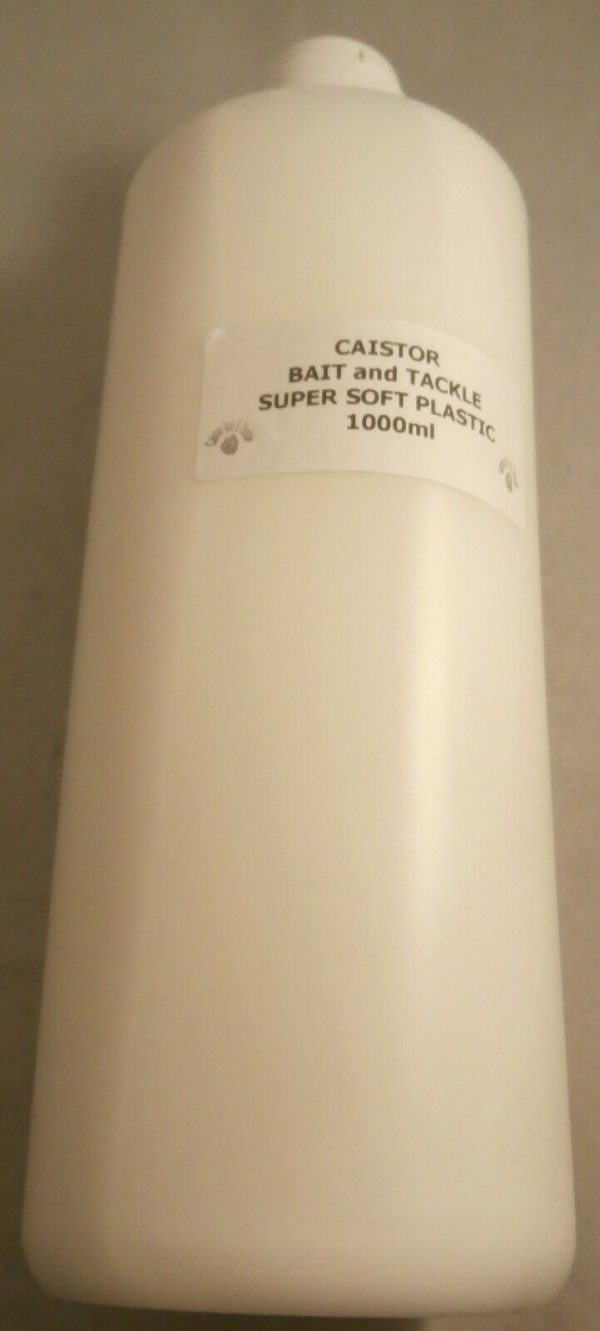 CAISTOR
BAIT and TACKLE
SUPER SOFT PLASTIC
1000ml